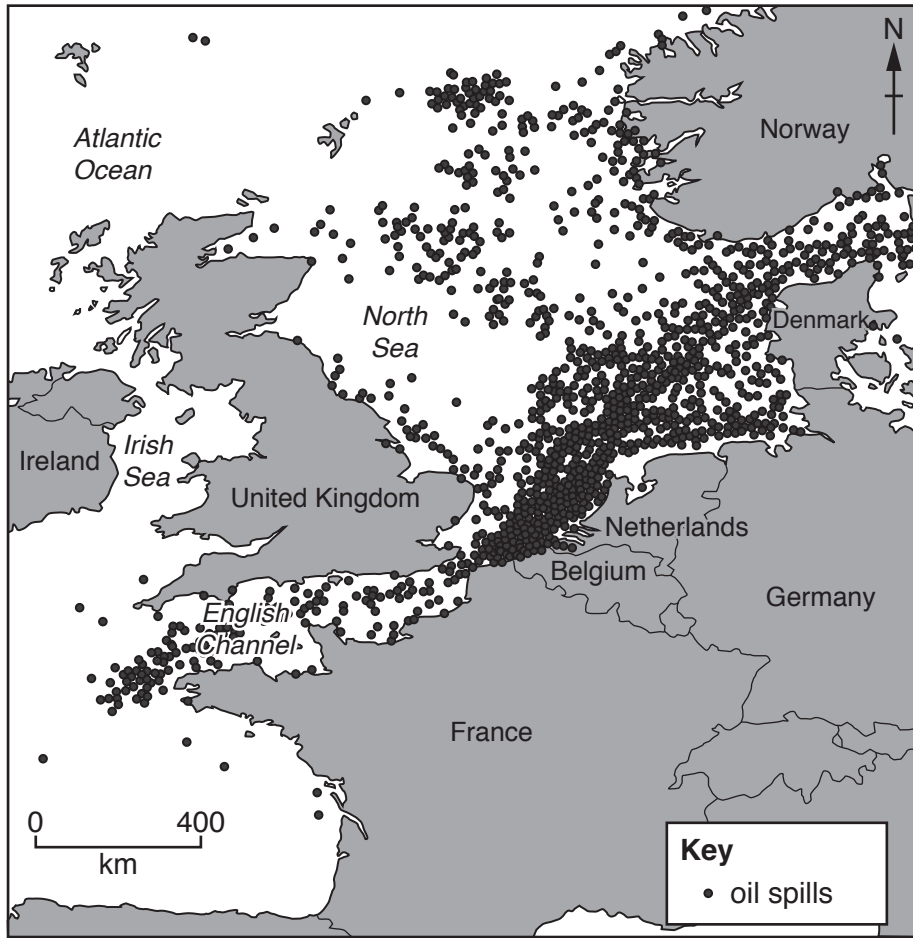 N
Norway
Atlantic
Ocean
North
Sea
Denmark
Irish
Sea
Ireland
United Kingdom
Netherlands
Belgium
Germany
English
Channel
France
0 400
km
Key
oil spills